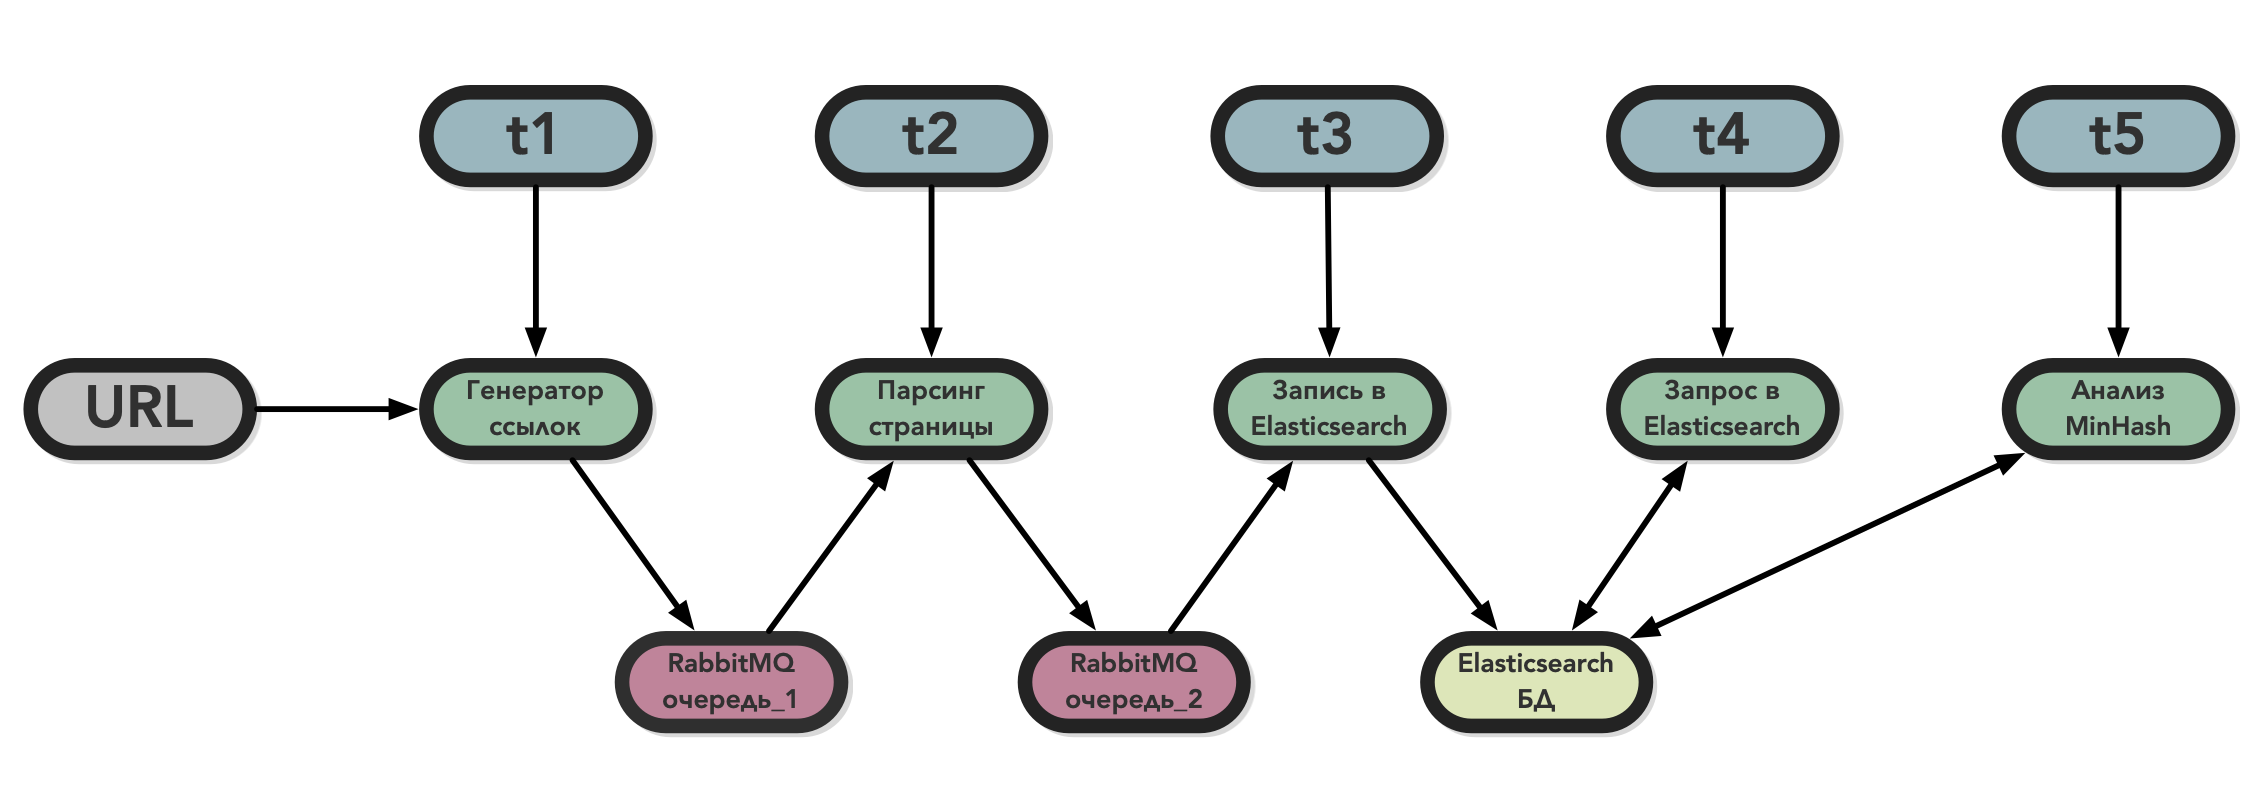 t1
t2
t3
t4
t5
URL
Генератор
ссылок
Парсинг
страницы
Запись в
Elasticsearch
Запрос в
Elasticsearch
Анализ
MinHash
RabbitMQ
очередь_1
RabbitMQ
очередь_2
Elasticsearch
БД